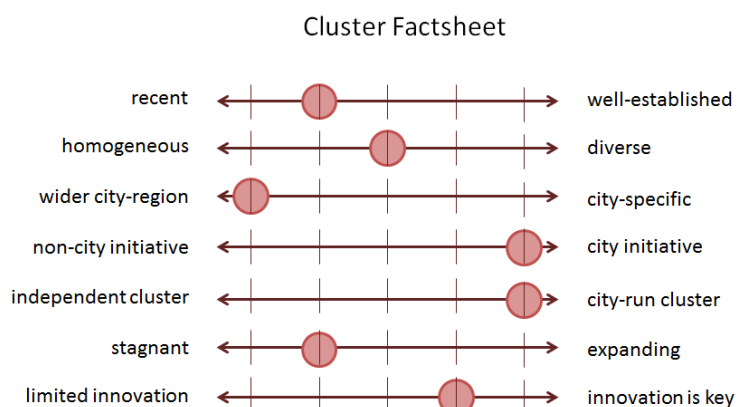 Cluster Factsheet
recent well-established
homogeneous diverse
wider city-region city-specific
non-city initiative city initiative
independent cluster city-run cluster
stagnant expanding
limited innovation innovation is key